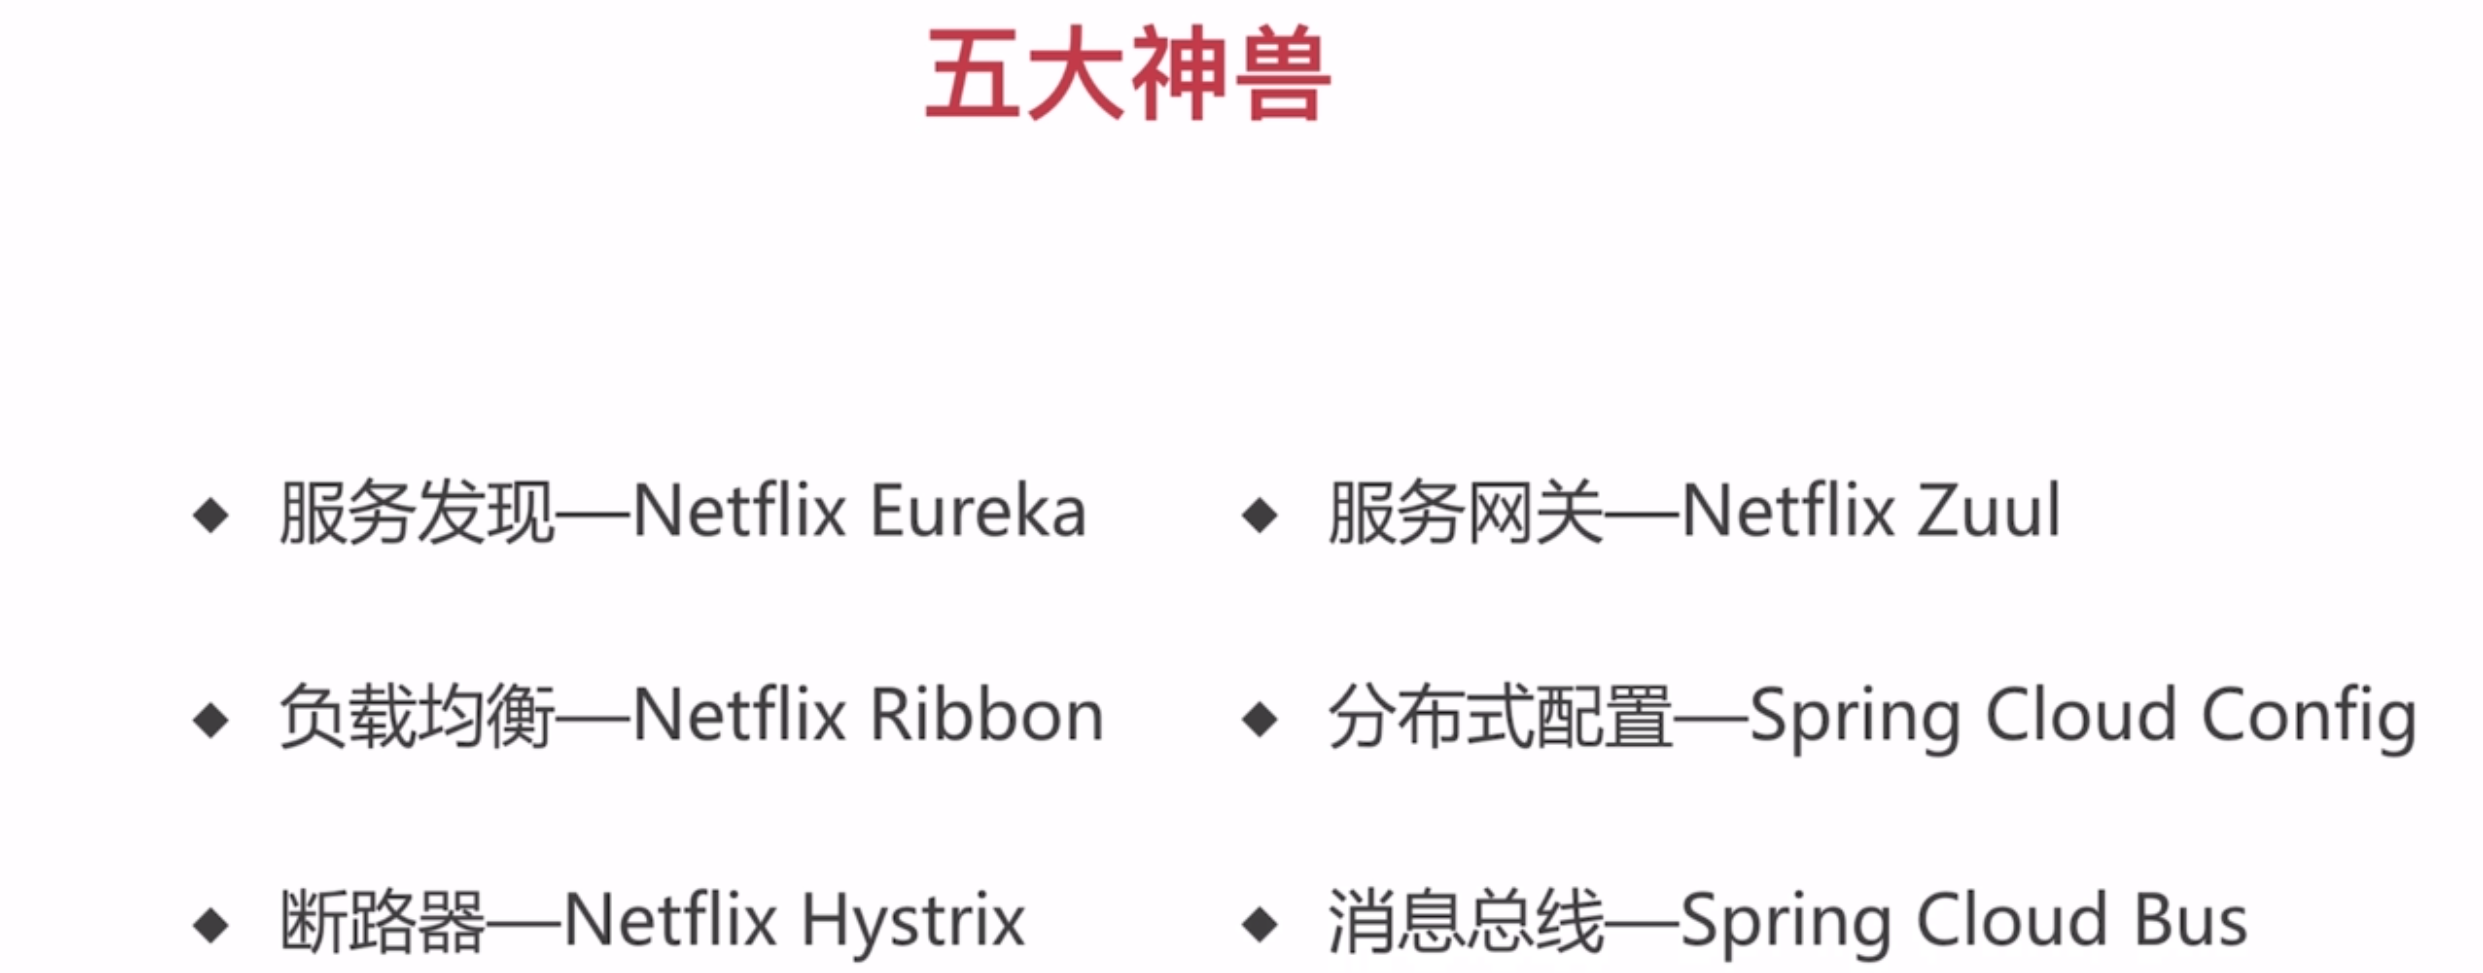 五大神兽
◆ 服务发现—Netflix Eureka
◆ 服务网关—Netflix Zuul
◆ 负载均衡—Netflix Ribbon
◆ 分布式配置—Spring Cloud Config
◆ 断路器—Netflix Hystrix
◆ 消息总线—Spring Cloud Bus